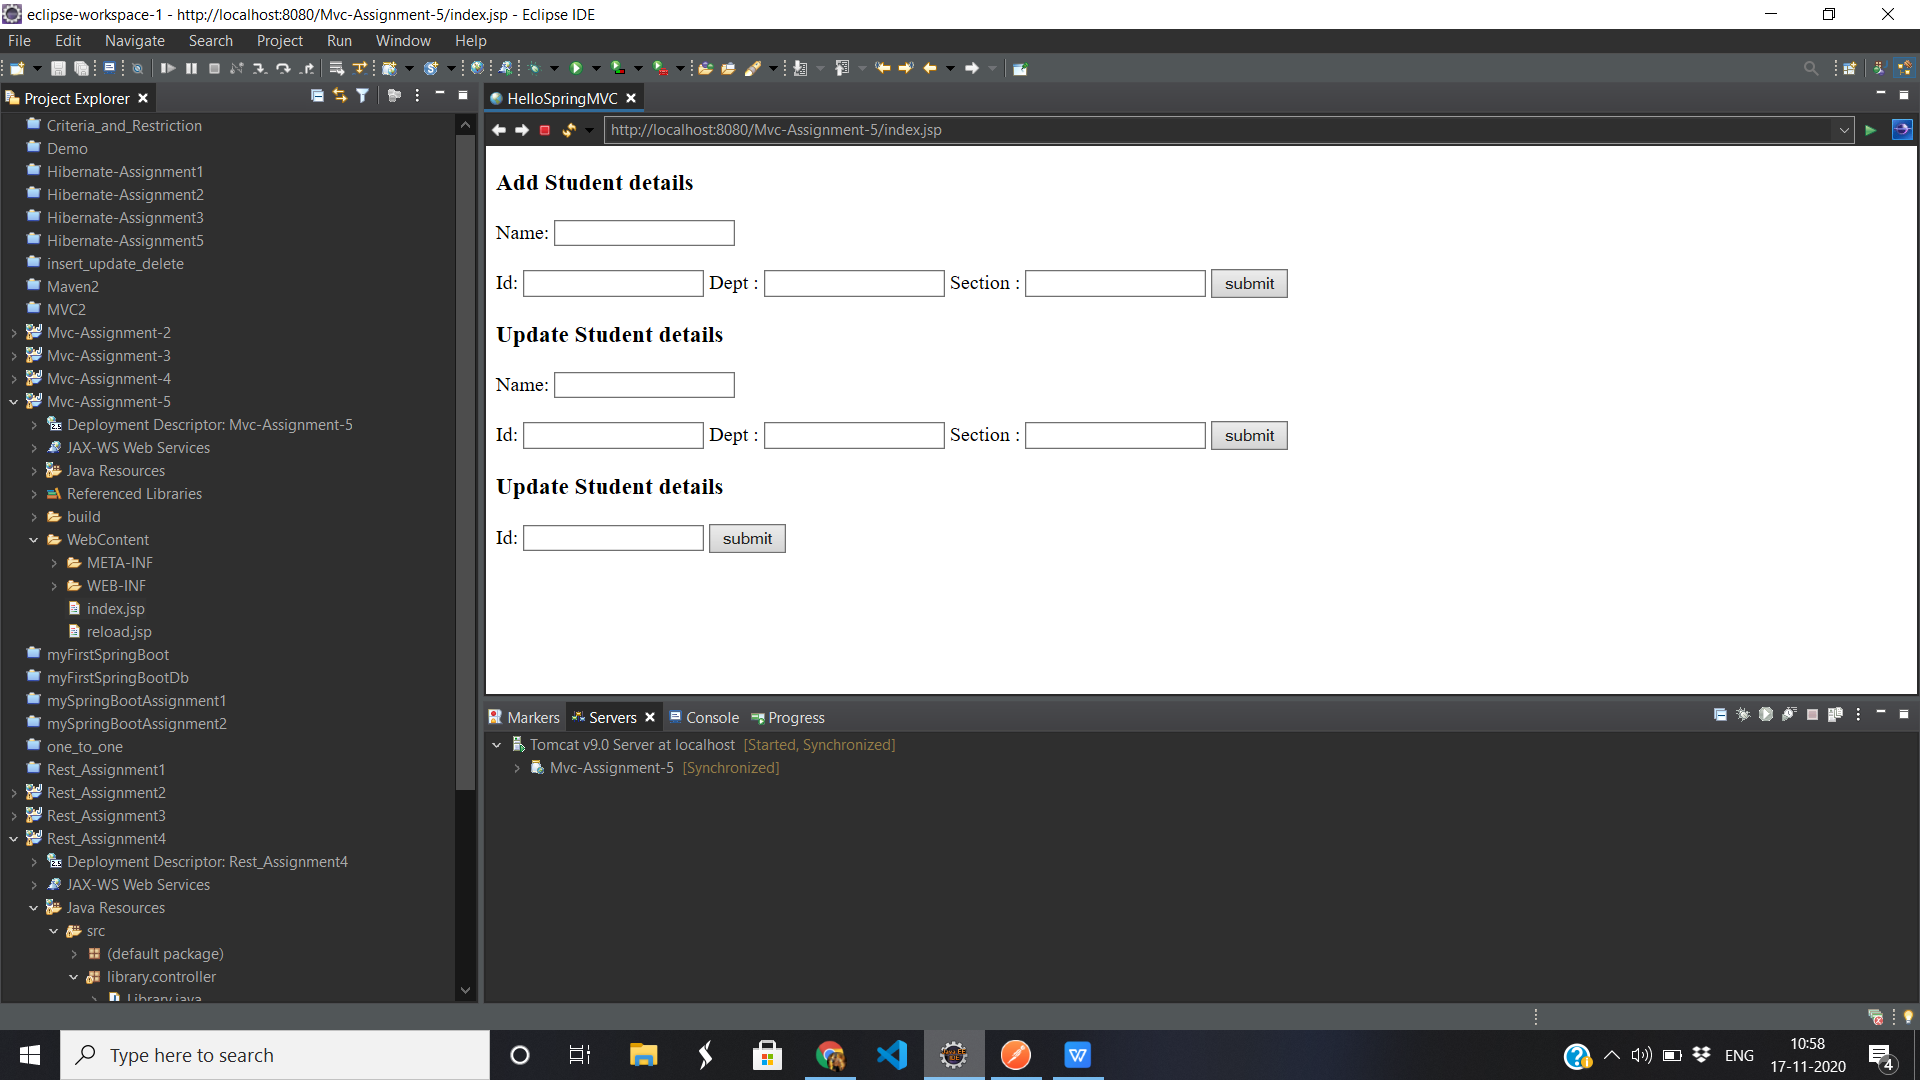 eclipse-workspace-1 - http://localhost:8080/Mvc-Assignment-5/index.jsp - Eclipse IDE
File Edit Navigate Search Project Run Window Help
Project Explorer
Criteria_and_Restriction
Demo
Hibernate-Assignment1
Hibernate-Assignment2
Hibernate-Assignment3
Hibernate-Assignment5
insert_update_delete
Maven2
MVC2
Mvc-Assignment-2
Mvc-Assignment-3
Mvc-Assignment-4
Mvc-Assignment-5
Deployment Descriptor: Mvc-Assignment-5
JAX-WS Web Services
Java Resources
Referenced Libraries
build
WebContent
META-INF
WEB-INF
index.jsp
reload.jsp
myFirstSpringBoot
myFirstSpringBootDb
mySpringBootAssignment1
mySpringBootAssignment2
one_to_one
Rest_Assignment1
Rest_Assignment2
Rest_Assignment3
Rest_Assignment4
Deployment Descriptor: Rest_Assignment4
JAX-WS Web Services
Java Resources
src
(default package)
library.controller
Library.java
HelloSpringMVC
http://localhost:8080/Mvc-Assignment-5/index.jsp
Add Student details
Name:
Id: Dept : Section : submit
Update Student details
Name:
Id: Dept : Section : submit
Update Student details
Id: submit
Markers Servers Console Progress
Tomcat v9.0 Server at localhost [Started, Synchronized]
Mvc-Assignment-5 [Synchronized]
Type here to search
ENG
10:58
17-11-2020
4